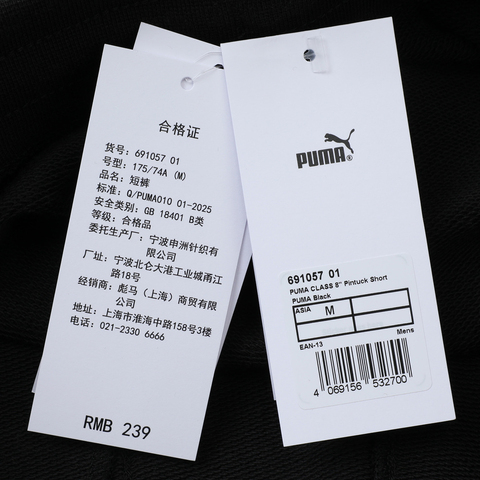 合格证
货号: 691057 01
号型: 175/74A (M)
品名: 短裤
标准: Q/PUMA010 01-2025
安全类别: GB 18401 B类
等级: 合格品
委托生产厂: 宁波申洲针织有
限公司
厂址: 宁波北仑大港工业城甬江
路18号
经销商: 彪马(上海)商贸有限
公司
地址: 上海市淮海中路158号3楼
电话: 021-2330 6666
RMB 239
PUMA®
691057 01
PUMA CLASS 8" Pintuck Short
PUMA Black
ASIA M
EAN-13 Mens
4 069156 532700